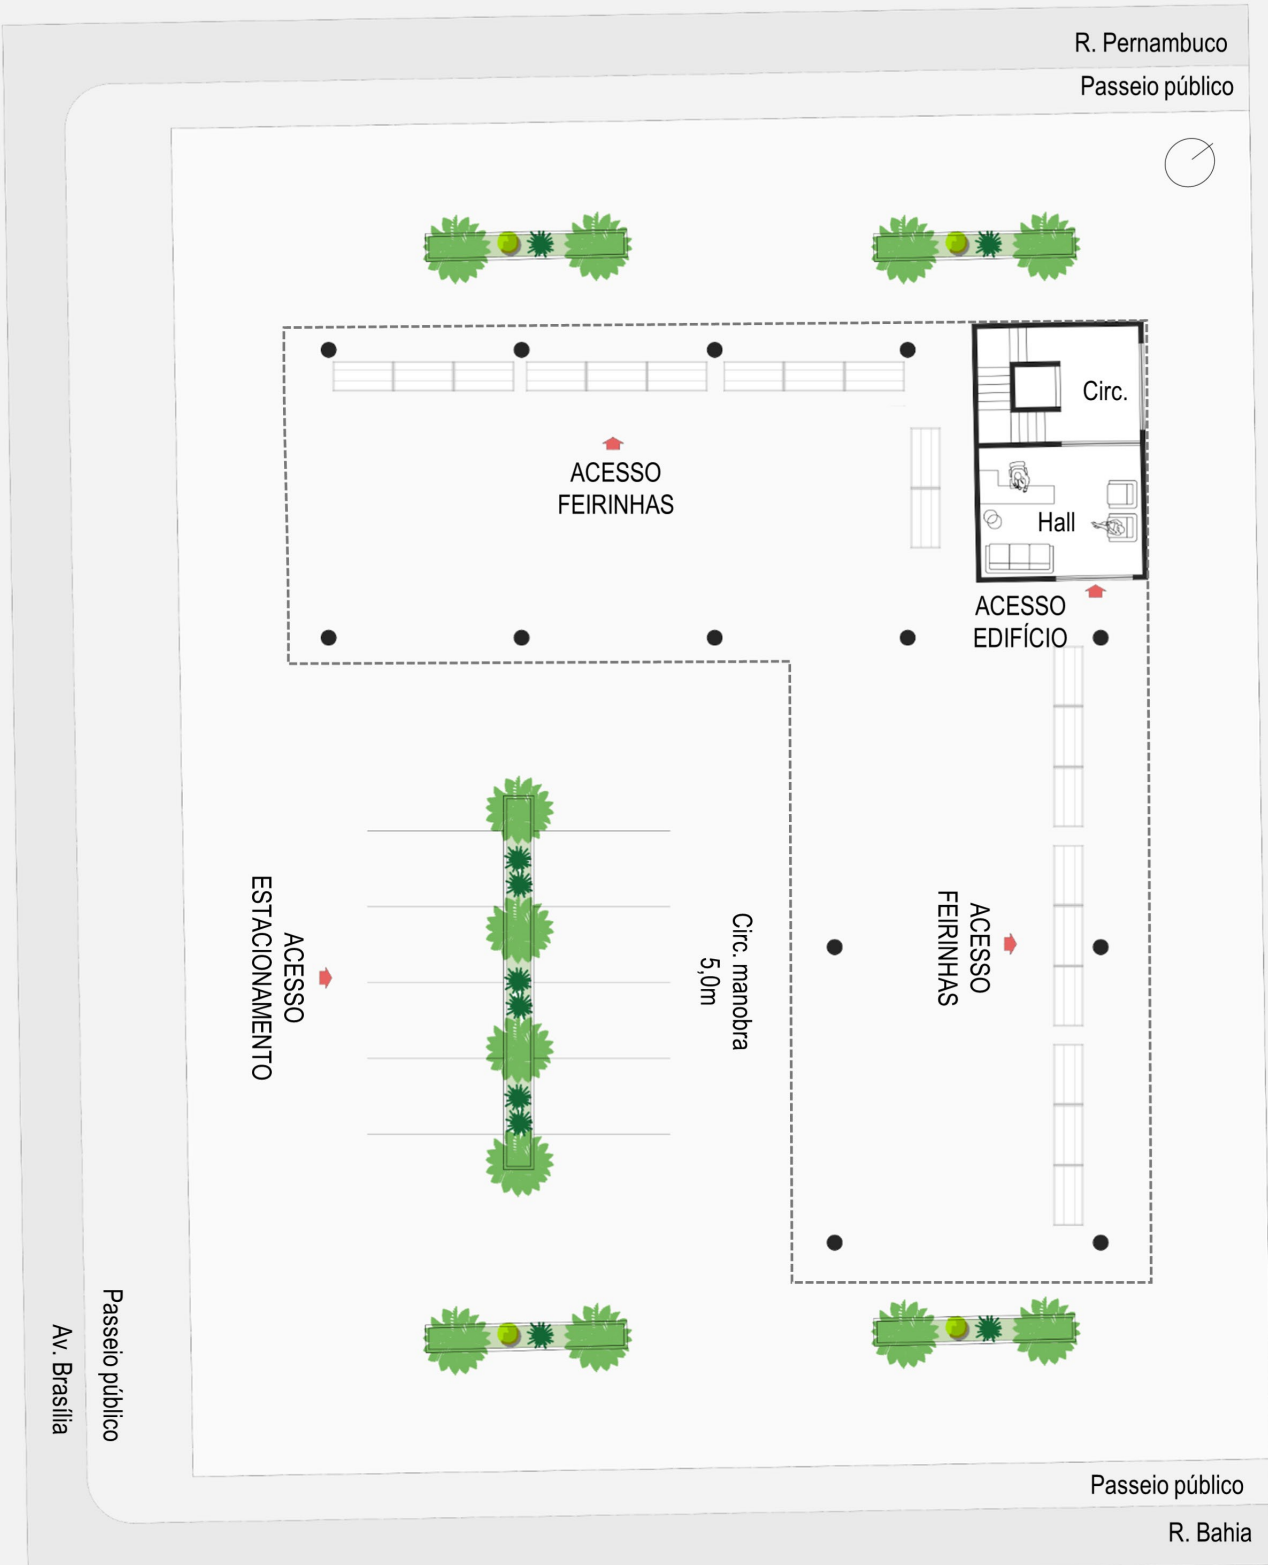 R. Pernambuco
Passeio público
Circ.
ACESSO
FEIRINHAS
Hall
ACESSO
EDIFÍCIO
ACESSO
ESTACIONAMENTO
Circ. manobra
5,0m
ACESSO
FEIRINHAS
Passeio público
Av. Brasília
Passeio público
R. Bahia